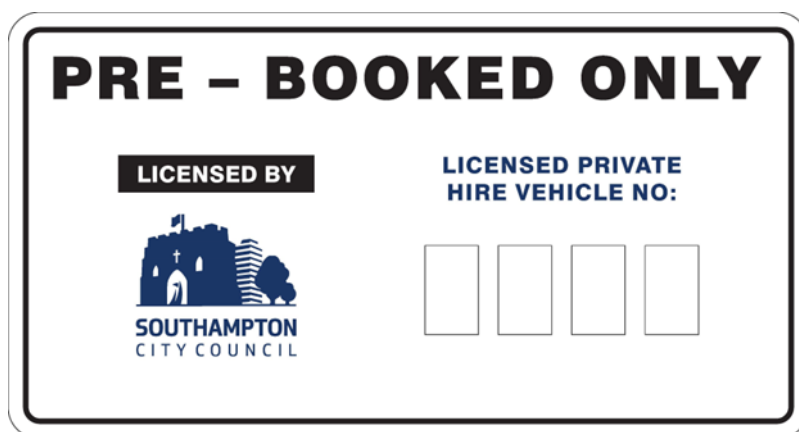 PRE – BOOKED ONLY
LICENSED BY
SOUTHAMPTON
CITY COUNCIL
LICENSED PRIVATE
HIRE VEHICLE NO: